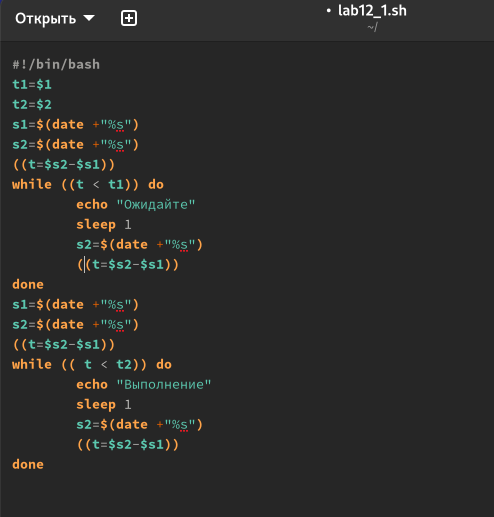 Открыть
• lab12_1.sh
~/
#!/bin/bash
t1=$1
t2=$2
s1=$(date +"%s")
s2=$(date +"%s")
((t=$s2-$s1))
while ((t < t1)) do
        echo "Ожидайте"
        sleep 1
        s2=$(date +"%s")
        ((t=$s2-$s1))
done
s1=$(date +"%s")
s2=$(date +"%s")
((t=$s2-$s1))
while (( t < t2)) do
        echo "Выполнение"
        sleep 1
        s2=$(date +"%s")
        ((t=$s2-$s1))
done